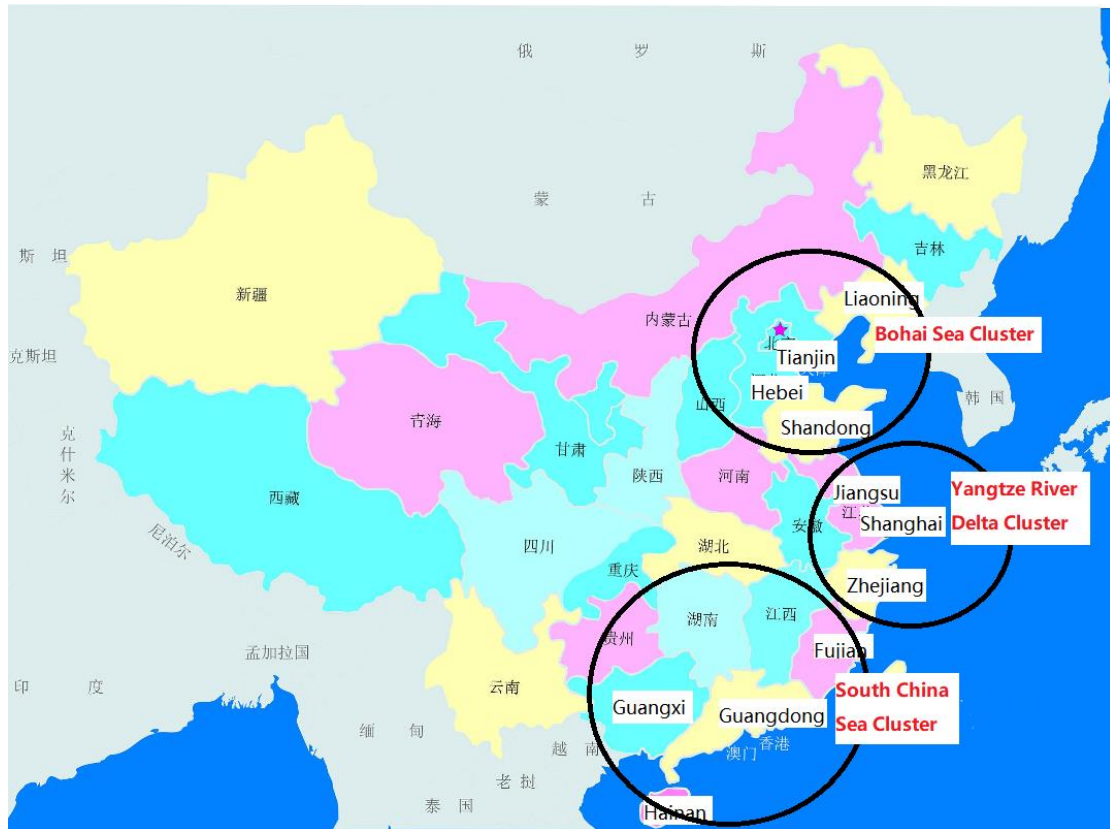 俄 罗 斯
黑龙江
蒙 古
吉林
斯 坦
新疆
Liaoning
内蒙古
Bohai Sea Cluster
克斯坦
Tianjin
Hebei
韩 国
山西
青海
Shandong
克什米尔
甘肃
陕西
河南
Jiangsu
Yangtze River
西藏
Shanghai
Delta Cluster
安徽
尼泊尔
四川
湖北
重庆
Zhejiang
湖南
江西
贵州
孟加拉国
Fujian
印 度
云南
South China
Guangxi
Guangdong
Sea Cluster
缅 甸
越 南
香港
澳门
老 挝
泰 国
Hainan